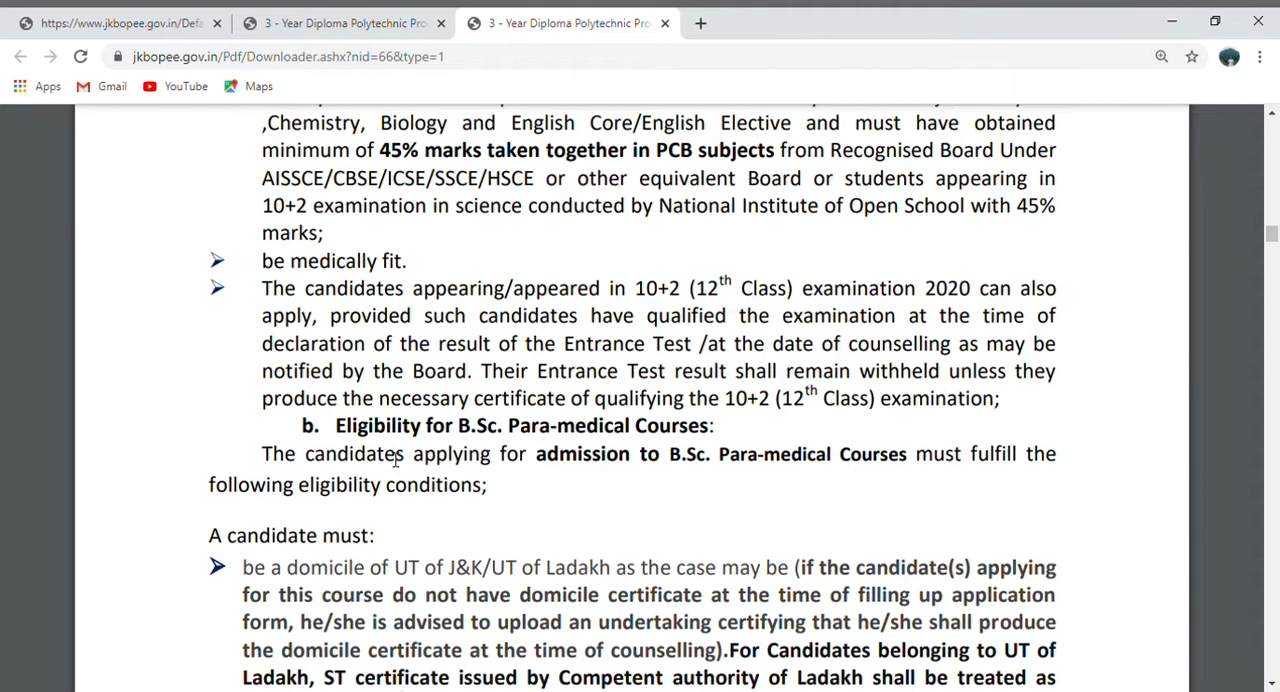 https://www.jkbopee.gov.in/Defa
3 - Year Diploma Polytechnic Pro
3 - Year Diploma Polytechnic Pro
jkbopee.gov.in/Pdf/Downloader.ashx?nid=66&type=1
Apps Gmail YouTube Maps
,Chemistry, Biology and English Core/English Elective and must have obtained
minimum of 45% marks taken together in PCB subjects from Recognised Board Under
AISSCE/CBSE/ICSE/SSCE/HSCE or other equivalent Board or students appearing in
10+2 examination in science conducted by National Institute of Open School with 45%
marks;
➢ be medically fit.
➢ The candidates appearing/appeared in 10+2 (12th Class) examination 2020 can also
apply, provided such candidates have qualified the examination at the time of
declaration of the result of the Entrance Test /at the date of counselling as may be
notified by the Board. Their Entrance Test result shall remain withheld unless they
produce the necessary certificate of qualifying the 10+2 (12th Class) examination;
b. Eligibility for B.Sc. Para-medical Courses:
The candidates applying for admission to B.Sc. Para-medical Courses must fulfill the
following eligibility conditions;
A candidate must:
➢ be a domicile of UT of J&K/UT of Ladakh as the case may be (if the candidate(s) applying
for this course do not have domicile certificate at the time of filling up application
form, he/she is advised to upload an undertaking certifying that he/she shall produce
the domicile certificate at the time of counselling).For Candidates belonging to UT of
Ladakh, ST certificate issued by Competent authority of Ladakh shall be treated as